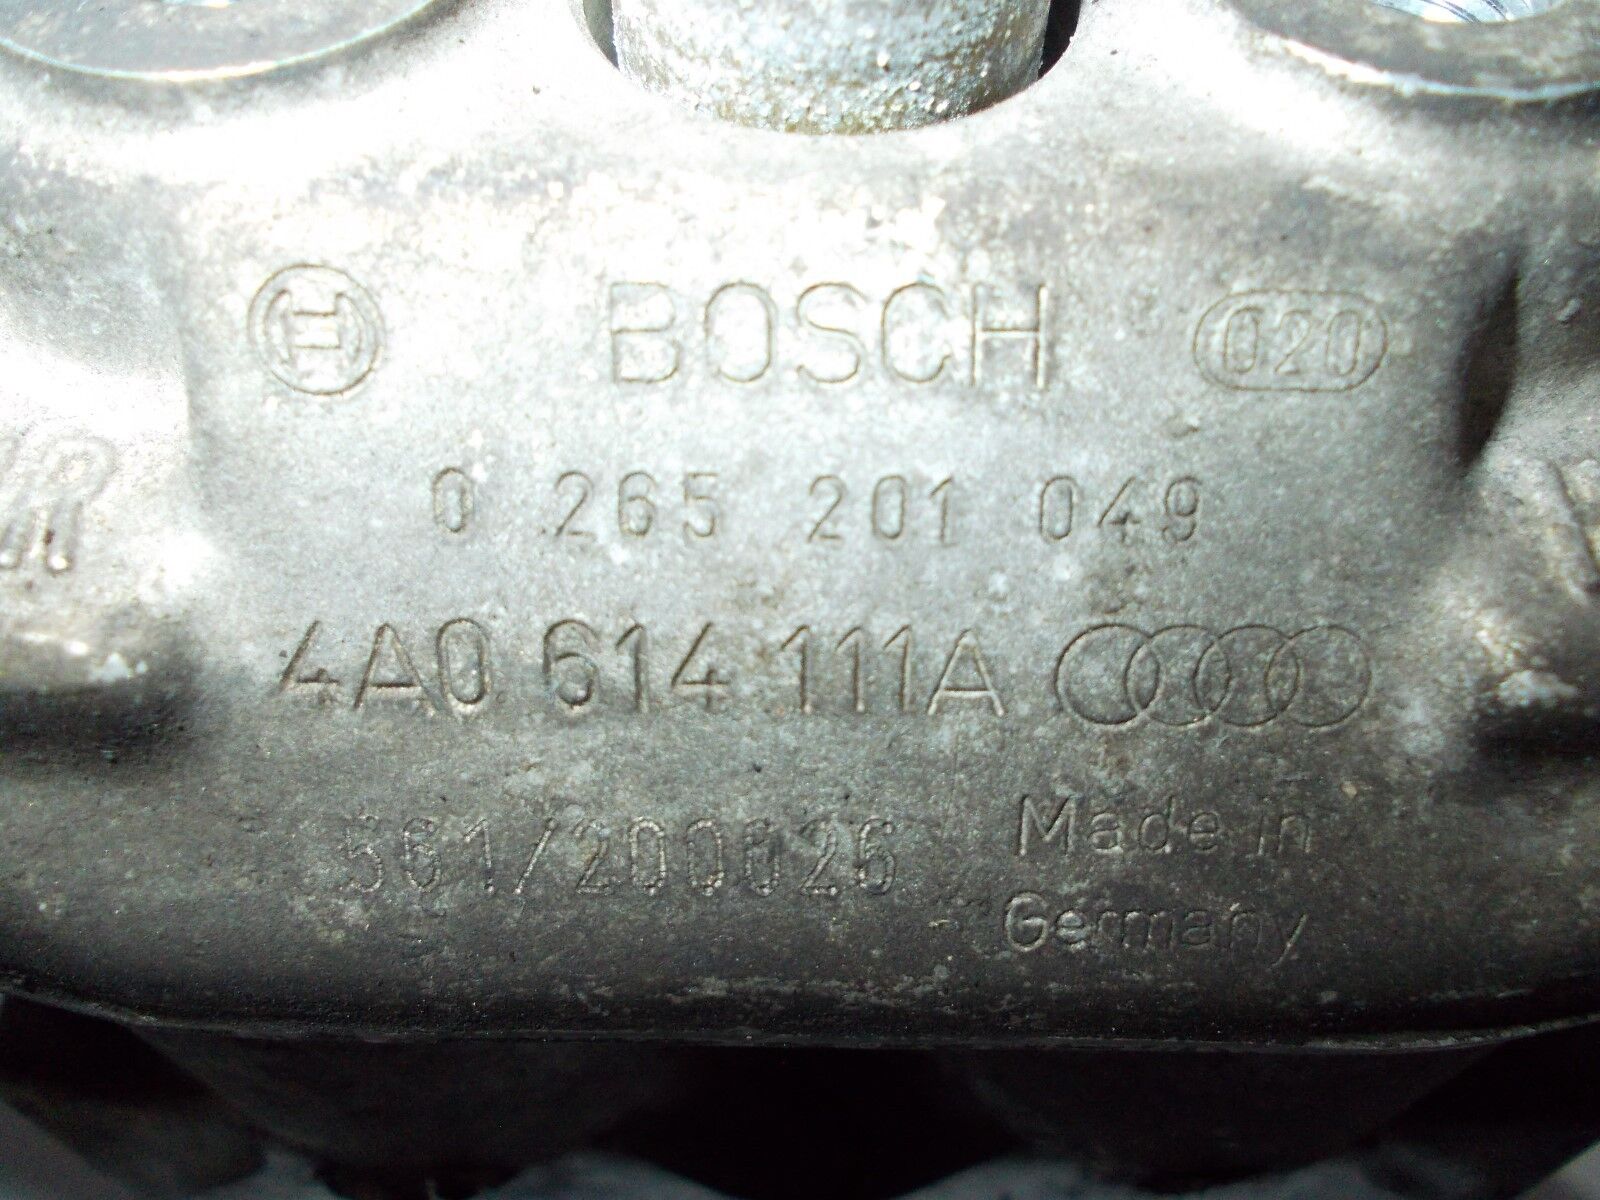 BOSCH 020
0 265 201 049
4A0 614 111A
561/200026 Made in
Germany